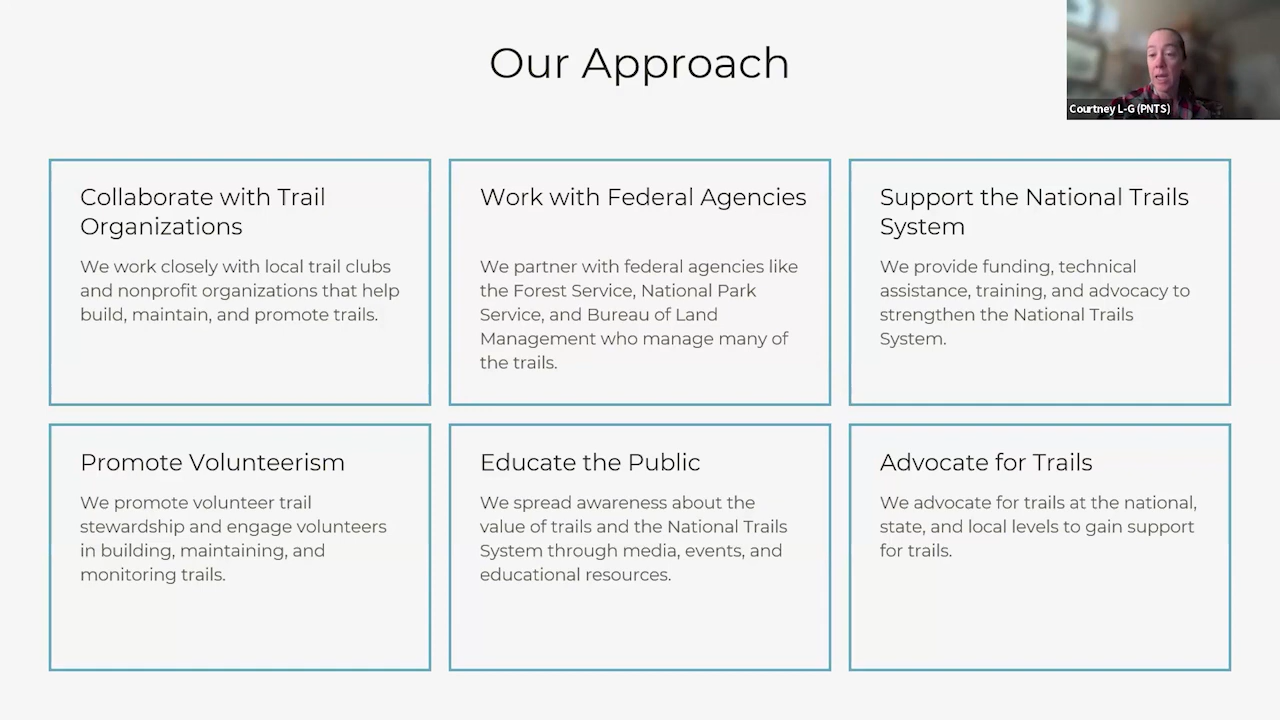 Our Approach
Courtney L-G (PNTS)
Collaborate with Trail
Organizations
We work closely with local trail clubs
and nonprofit organizations that help
build, maintain, and promote trails.
Work with Federal Agencies
We partner with federal agencies like
the Forest Service, National Park
Service, and Bureau of Land
Management who manage many of
the trails.
Support the National Trails
System
We provide funding, technical
assistance, training, and advocacy to
strengthen the National Trails
System.
Promote Volunteerism
We promote volunteer trail
stewardship and engage volunteers
in building, maintaining, and
monitoring trails.
Educate the Public
We spread awareness about the
value of trails and the National Trails
System through media, events, and
educational resources.
Advocate for Trails
We advocate for trails at the national,
state, and local levels to gain support
for trails.